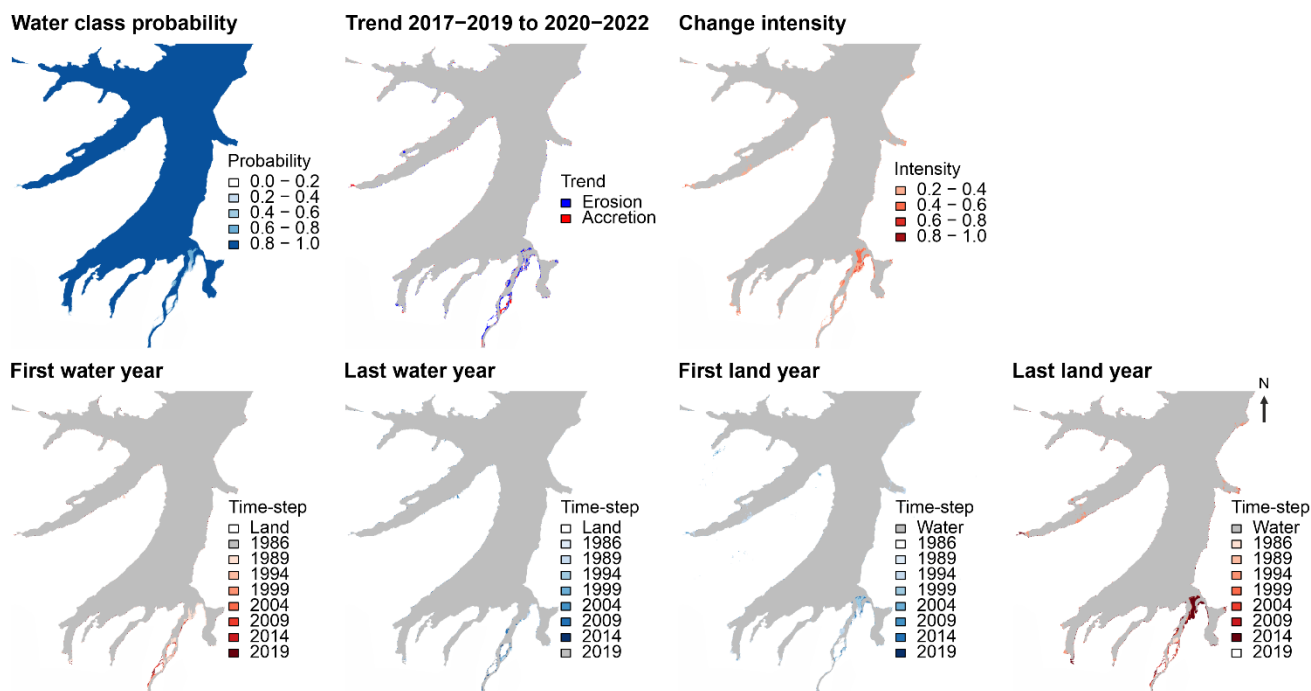 Water class probability
Probability
0.0 − 0.2
0.2 − 0.4
0.4 − 0.6
0.6 − 0.8
0.8 − 1.0
Trend 2017−2019 to 2020−2022
Trend
Erosion
Accretion
Change intensity
Intensity
0.2 − 0.4
0.4 − 0.6
0.6 − 0.8
0.8 − 1.0
First water year
Time-step
Land
1986
1989
1994
1999
2004
2009
2014
2019
Last water year
Time-step
Land
1986
1989
1994
1999
2004
2009
2014
2019
First land year
Time-step
Water
1986
1989
1994
1999
2004
2009
2014
2019
Last land year
N
Time-step
Water
1986
1989
1994
1999
2004
2009
2014
2019